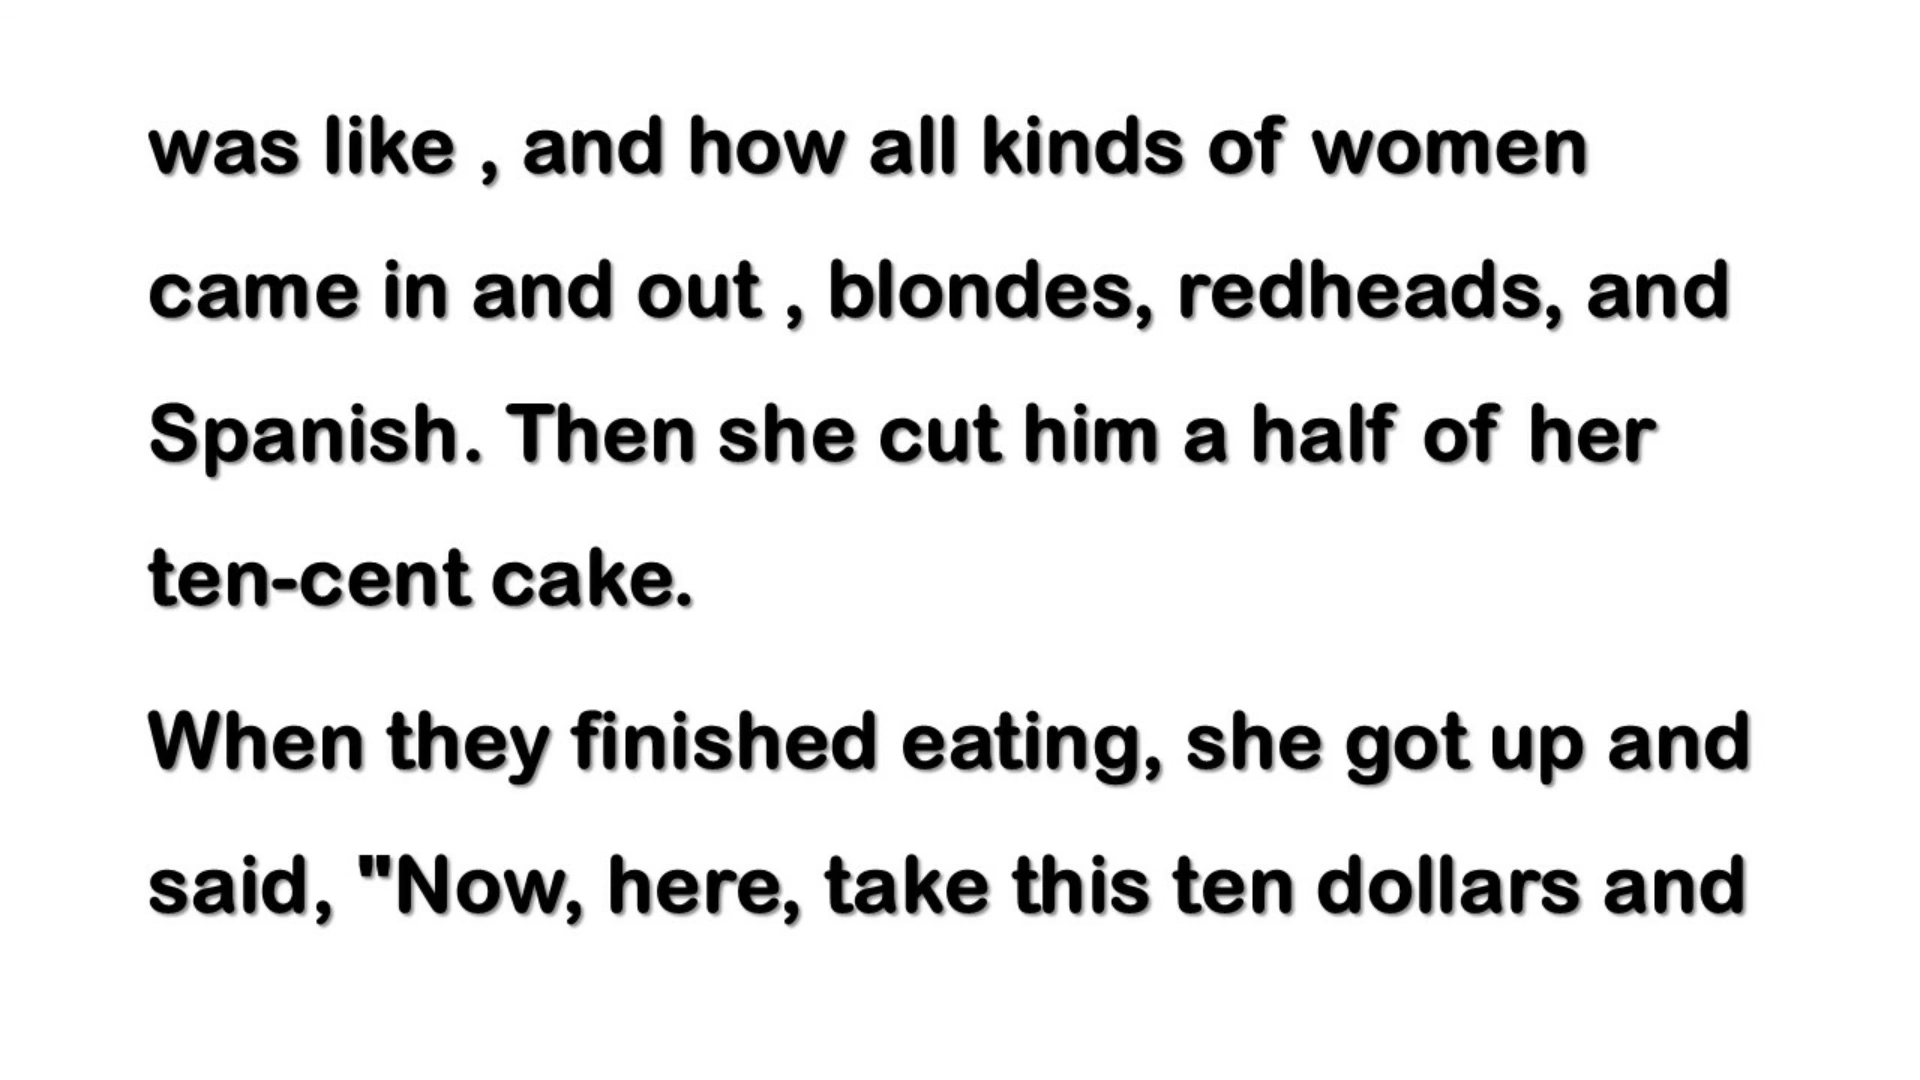 was like , and how all kinds of women
came in and out , blondes, redheads, and
Spanish. Then she cut him a half of her
ten-cent cake.
When they finished eating, she got up and
said, "Now, here, take this ten dollars and